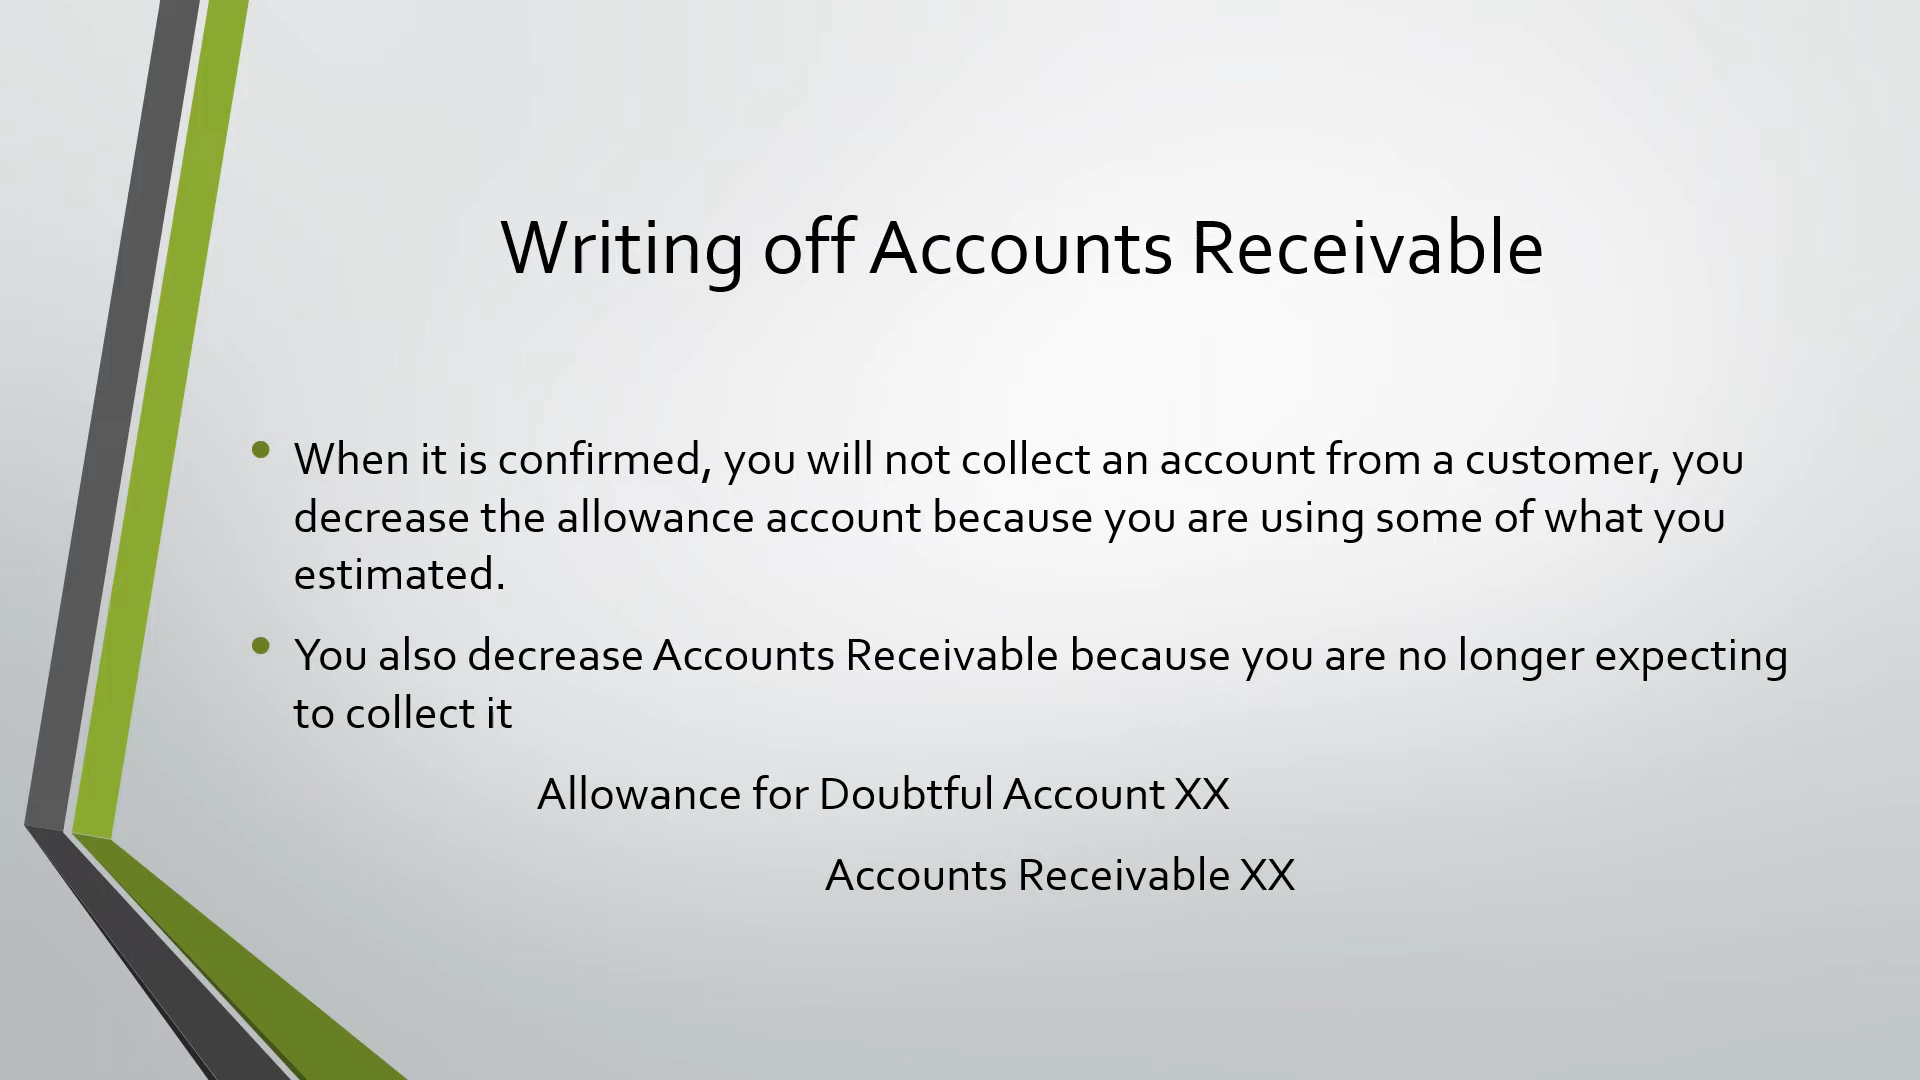 Writing off Accounts Receivable
• When it is confirmed, you will not collect an account from a customer, you
decrease the allowance account because you are using some of what you
estimated.
• You also decrease Accounts Receivable because you are no longer expecting
to collect it
Allowance for Doubtful Account XX
Accounts Receivable XX